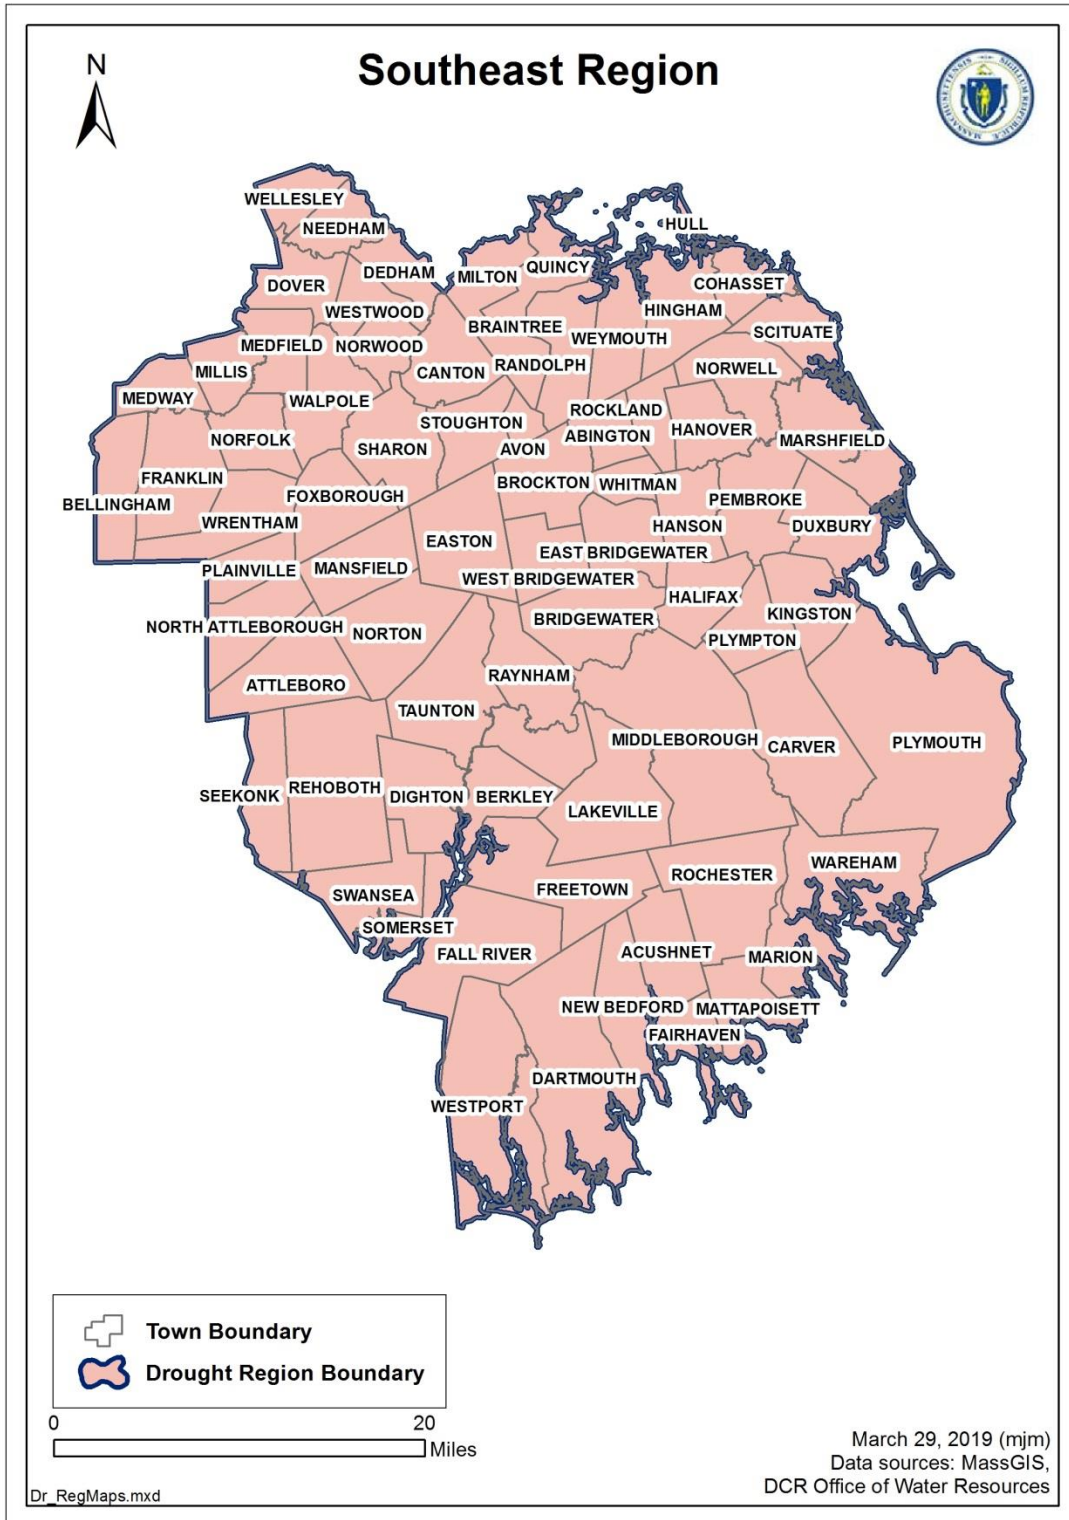 Southeast Region
N
WELLESLEY
NEEDHAM
HULL
DEDHAM
MILTON
QUINCY
DOVER
COHASSET
WESTWOOD
HINGHAM
BRAINTREE
SCITUATE
MEDFIELD
NORWOOD
WEYMOUTH
MILLIS
CANTON
RANDOLPH
NORWELL
MEDWAY
WALPOLE
ROCKLAND
STOUGHTON
HANOVER
NORFOLK
ABINGTON
MARSHFIELD
SHARON
AVON
FRANKLIN
BROCKTON
WHITMAN
FOXBOROUGH
PEMBROKE
BELLINGHAM
WRENTHAM
HANSON
DUXBURY
EASTON
EAST BRIDGEWATER
PLAINVILLE
MANSFIELD
WEST BRIDGEWATER
HALIFAX
KINGSTON
BRIDGEWATER
NORTH ATTLEBOROUGH
NORTON
PLYMPTON
RAYNHAM
ATTLEBORO
TAUNTON
MIDDLEBOROUGH
CARVER
PLYMOUTH
REHOBOTH
SEEKONK
DIGHTON
BERKLEY
LAKEVILLE
WAREHAM
ROCHESTER
FREETOWN
SWANSEA
SOMERSET
FALL RIVER
ACUSHNET
MARION
NEW BEDFORD
MATTAPOISETT
FAIRHAVEN
DARTMOUTH
WESTPORT
Town Boundary
Drought Region Boundary
0 20
Miles
March 29, 2019 (mjm)
Data sources: MassGIS,
DCR Office of Water Resources
Dr_RegMaps.mxd